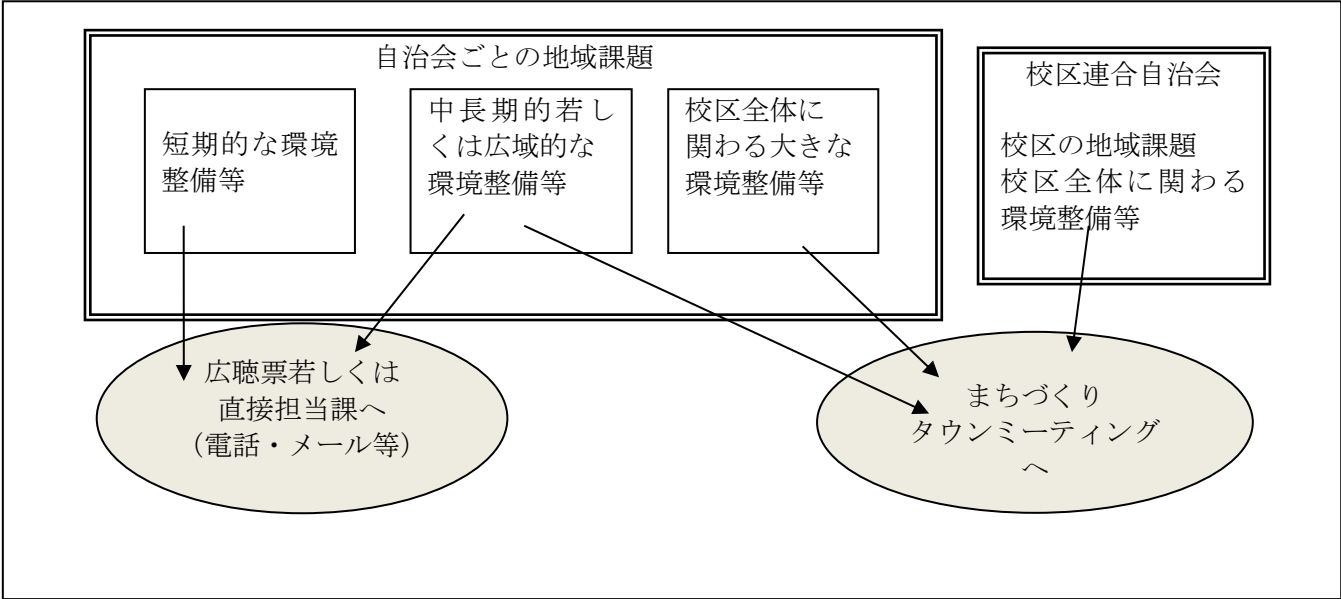 自治会ごとの地域課題
短期的な環境
整備等
中長期的若し
くは広域的な
環境整備等
校区全体に
関わる大きな
環境整備等
校区連合自治会
校区の地域課題
校区全体に関わる
環境整備等
広聴票若しくは
直接担当課へ
（電話・メール等）
まちづくり
タウンミーティング
へ